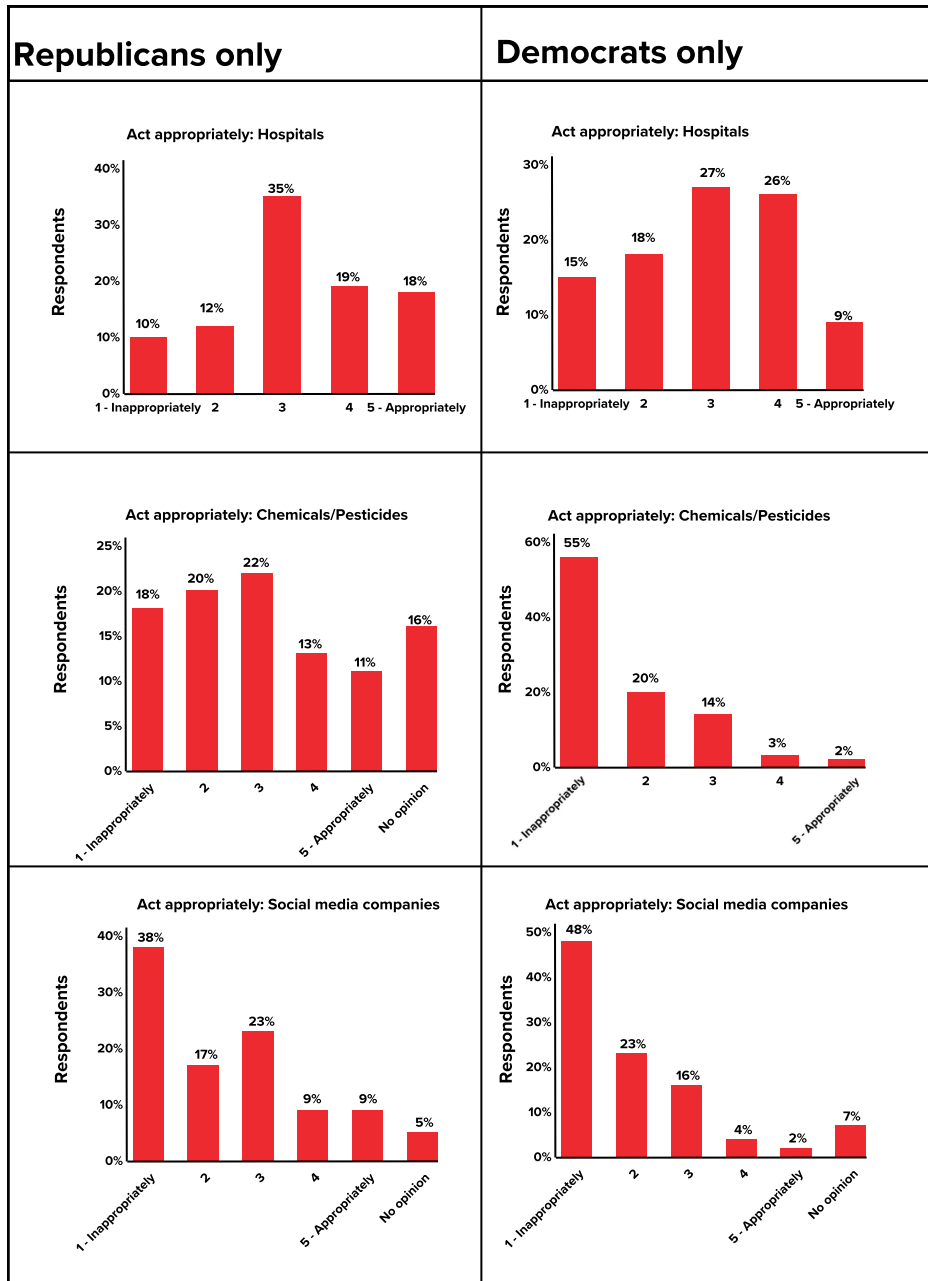 Republicans only
Democrats only
Act appropriately: Hospitals
Respondents
40%
30%
20%
10%
0%
10%
12%
35%
19%
18%
1 - Inappropriately 2 3 4 5 - Appropriately
Act appropriately: Hospitals
Respondents
30%
20%
10%
0%
15%
18%
27%
26%
9%
1 - Inappropriately 2 3 4 5 - Appropriately
Act appropriately: Chemicals/Pesticides
Respondents
25%
20%
15%
10%
5%
0%
18%
20%
22%
13%
11%
16%
1 - Inappropriately
2
3
4
5 - Appropriately
No opinion
Act appropriately: Chemicals/Pesticides
Respondents
60%
40%
20%
0%
55%
20%
14%
3%
2%
1 - Inappropriately
2
3
4
5 - Appropriately
Act appropriately: Social media companies
Respondents
40%
30%
20%
10%
0%
38%
17%
23%
9%
9%
5%
1 - Inappropriately
2
3
4
5 - Appropriately
No opinion
Act appropriately: Social media companies
Respondents
50%
40%
30%
20%
10%
0%
48%
23%
16%
4%
2%
7%
1 - Inappropriately
2
3
4
5 - Appropriately
No opinion